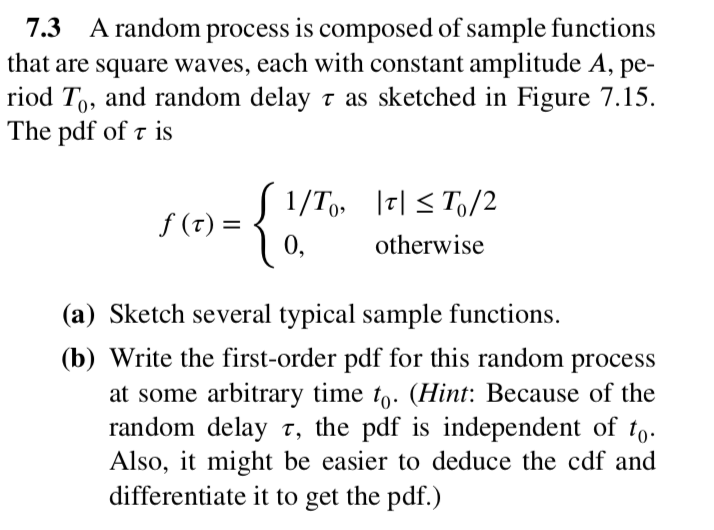 7.3 A random process is composed of sample functions
that are square waves, each with constant amplitude A, pe-
riod T₀, and random delay τ as sketched in Figure 7.15.
The pdf of τ is
f (τ) = { 1/T₀, |τ| ≤ T₀/2
0, otherwise
(a) Sketch several typical sample functions.
(b) Write the first-order pdf for this random process
at some arbitrary time t₀. (Hint: Because of the
random delay τ, the pdf is independent of t₀.
Also, it might be easier to deduce the cdf and
differentiate it to get the pdf.)